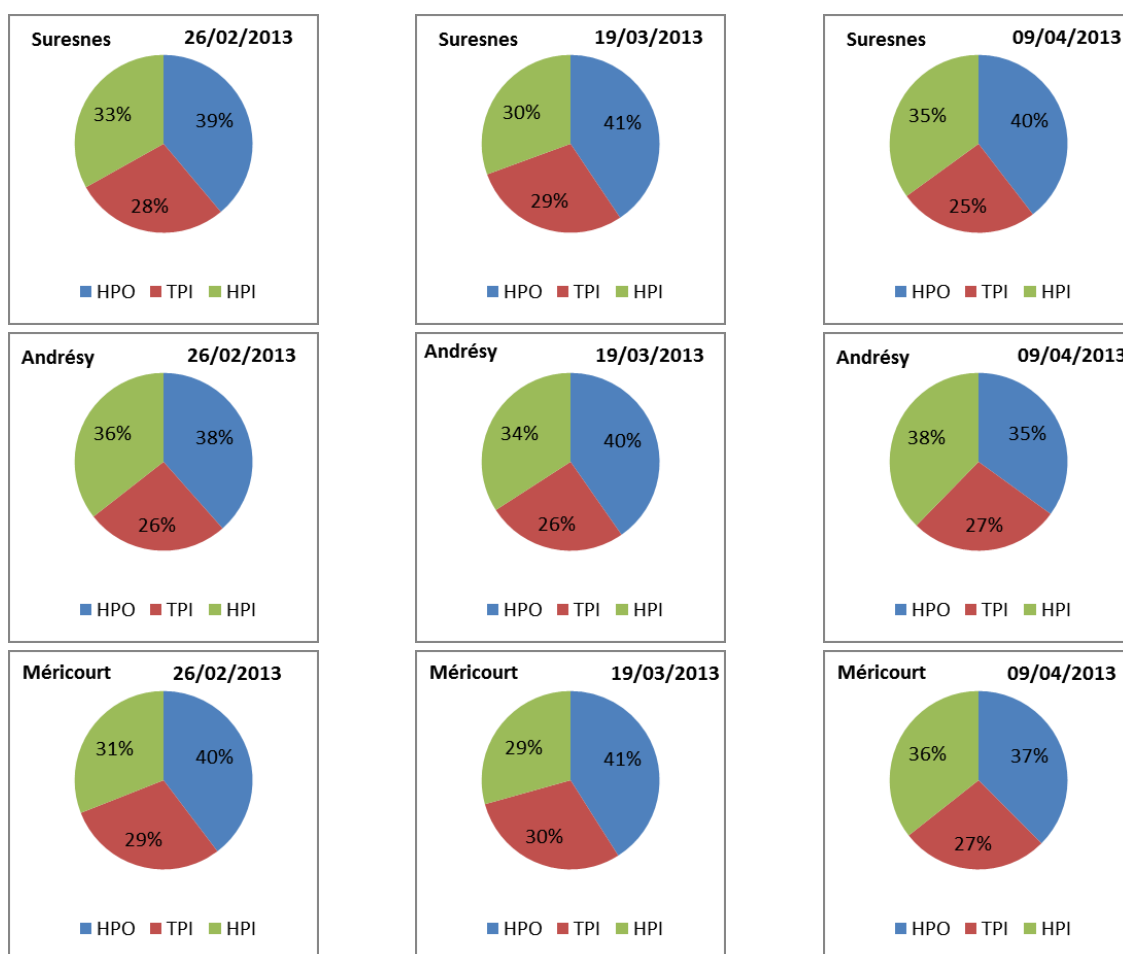 Suresnes 26/02/2013
33% 39%
28%
HPO TPI HPI
Suresnes 19/03/2013
30% 41%
29%
HPO TPI HPI
Suresnes 09/04/2013
35% 40%
25%
HPO TPI HPI
Andrésy 26/02/2013
36% 38%
26%
HPO TPI HPI
Andrésy 19/03/2013
34% 40%
26%
HPO TPI HPI
Andrésy 09/04/2013
38% 35%
27%
HPO TPI HPI
Méricourt 26/02/2013
31% 40%
29%
HPO TPI HPI
Méricourt 19/03/2013
29% 41%
30%
HPO TPI HPI
Méricourt 09/04/2013
36% 37%
27%
HPO TPI HPI